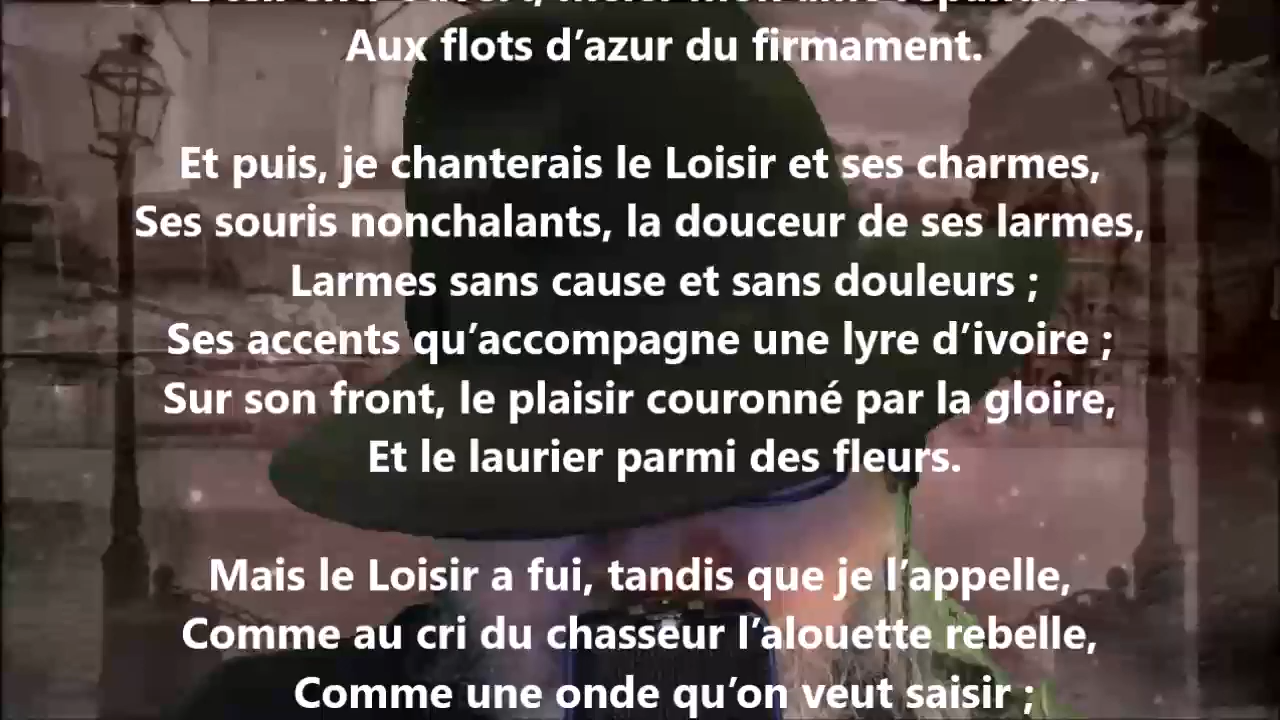 Aux flots d’azur du firmament.
Et puis, je chanterais le Loisir et ses charmes,
Ses souris nonchalants, la douceur de ses larmes,
Larmes sans cause et sans douleurs ;
Ses accents qu’accompagne une lyre d’ivoire ;
Sur son front, le plaisir couronné par la gloire,
Et le laurier parmi des fleurs.
Mais le Loisir a fui, tandis que je l’appelle,
Comme au cri du chasseur l’alouette rebelle,
Comme une onde qu’on veut saisir ;